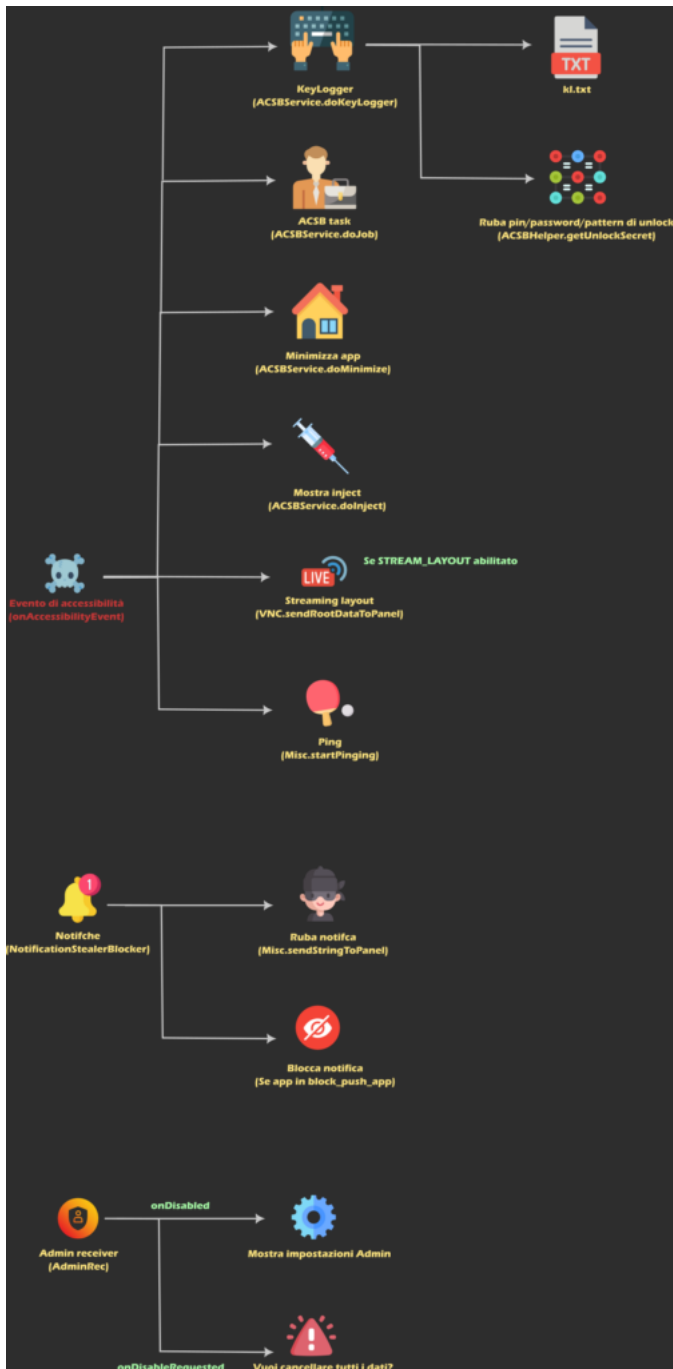 TXT
KeyLogger
(ACSBService.doKeyLogger)
kl.txt
ACSB task
(ACSBService.doJob)
Ruba pin/password/pattern di unlock
(ACSBHelper.getUnlockSecret)
Minimizza app
(ACSBService.doMinimize)
Mostra inject
(ACSBService.doInject)
Se STREAM_LAYOUT abilitato
LIVE
Evento di accessibilità
(onAccessibilityEvent)
Streaming layout
(VNC.sendRootDataToPanel)
Ping
(Misc.startPinging)
1
Notifche
(NotificationStealerBlocker)
Ruba notifca
(Misc.sendStringToPanel)
Blocca notifica
(Se app in block_push_app)
onDisabled
Admin receiver
(AdminRec)
Mostra impostazioni Admin
onDisableRequested
Vuoi cancellare tutti i dati?